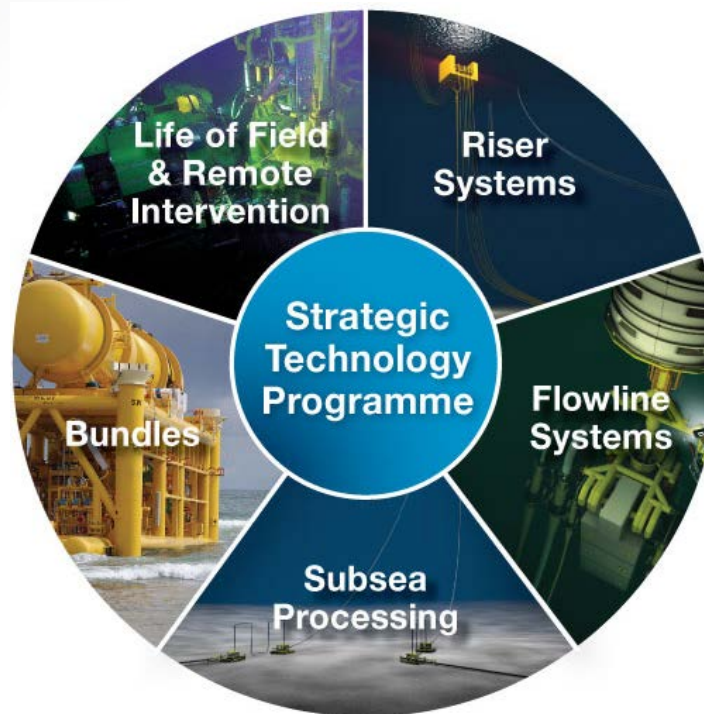 Life of Field
& Remote
Intervention
Riser
Systems
Strategic
Technology
Programme
Bundles
Flowline
Systems
Subsea
Processing